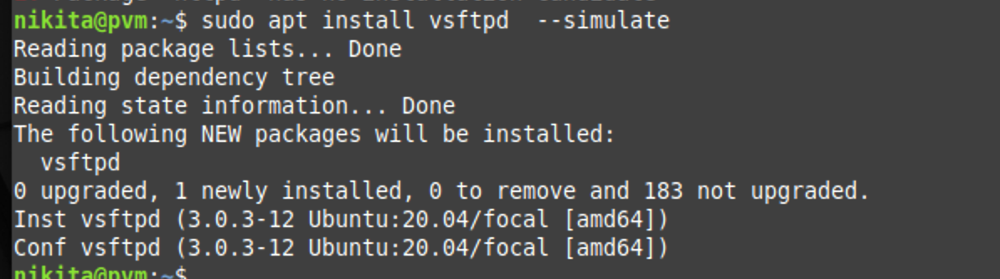 nikita@pvm:~$ sudo apt install vsftpd  --simulate
Reading package lists... Done
Building dependency tree
Reading state information... Done
The following NEW packages will be installed:
  vsftpd
0 upgraded, 1 newly installed, 0 to remove and 183 not upgraded.
Inst vsftpd (3.0.3-12 Ubuntu:20.04/focal [amd64])
Conf vsftpd (3.0.3-12 Ubuntu:20.04/focal [amd64])
nikita@pvm:~$